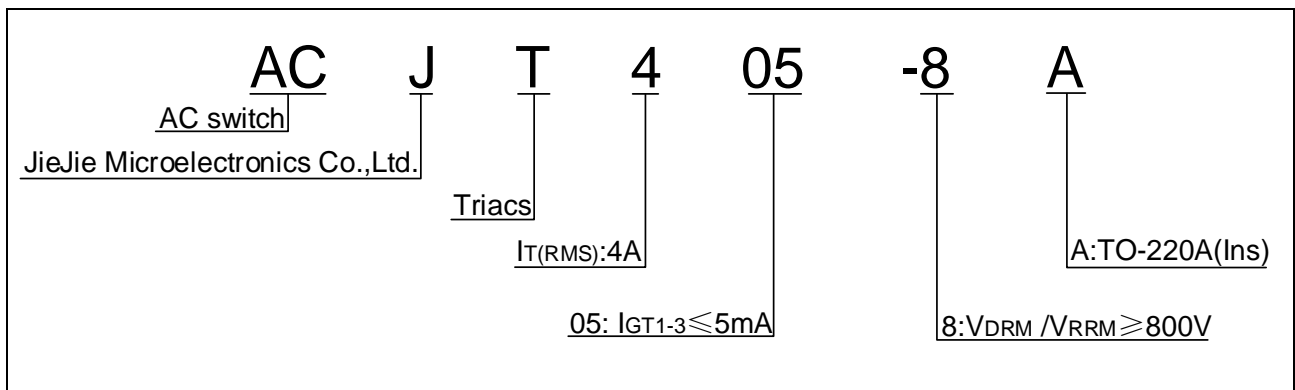 AC J T 4 05 -8 A
AC switch
JieJie Microelectronics Co.,Ltd.
Triacs
IT(RMS):4A
A:TO-220A(Ins)
05: IGT1-3≤5mA
8:VDRM /VRRM≥800V